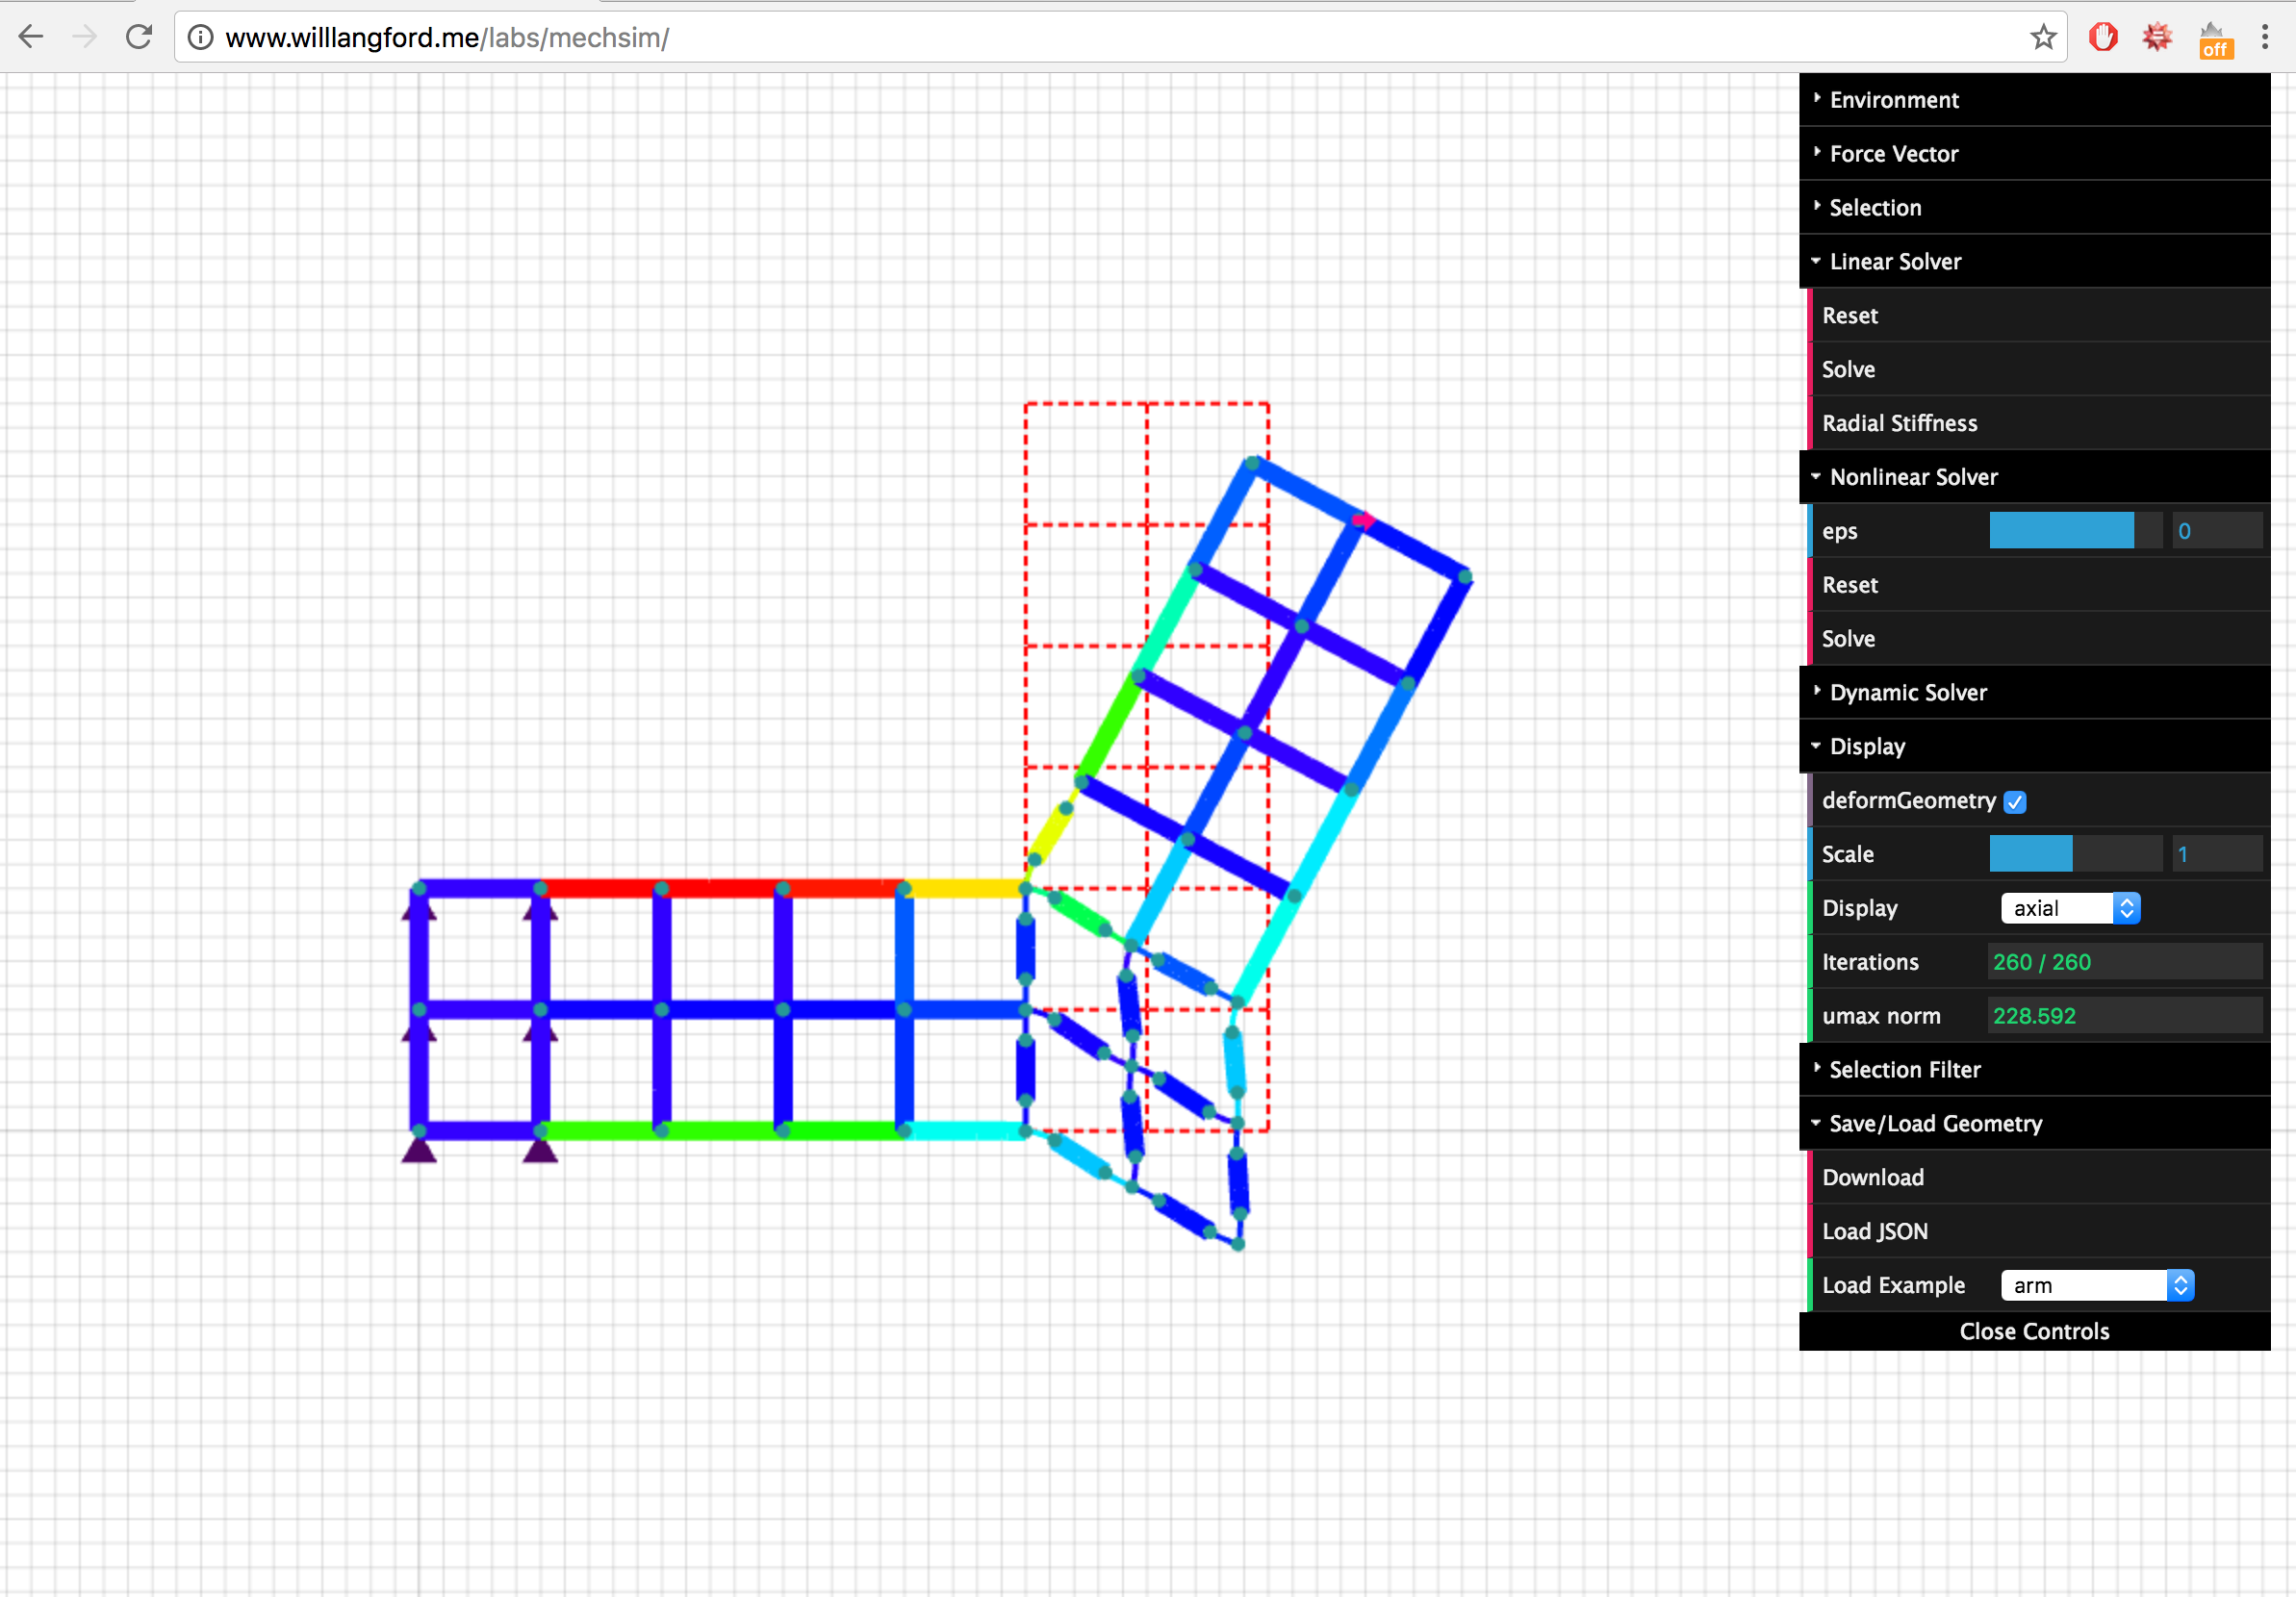 www.willlangford.me/labs/mechsim/
off
Environment
Force Vector
Selection
Linear Solver
Reset
Solve
Radial Stiffness
Nonlinear Solver
eps 0
Reset
Solve
Dynamic Solver
Display
deformGeometry
Scale 1
Display axial
Iterations 260 / 260
umax norm 228.592
Selection Filter
Save/Load Geometry
Download
Load JSON
Load Example arm
Close Controls